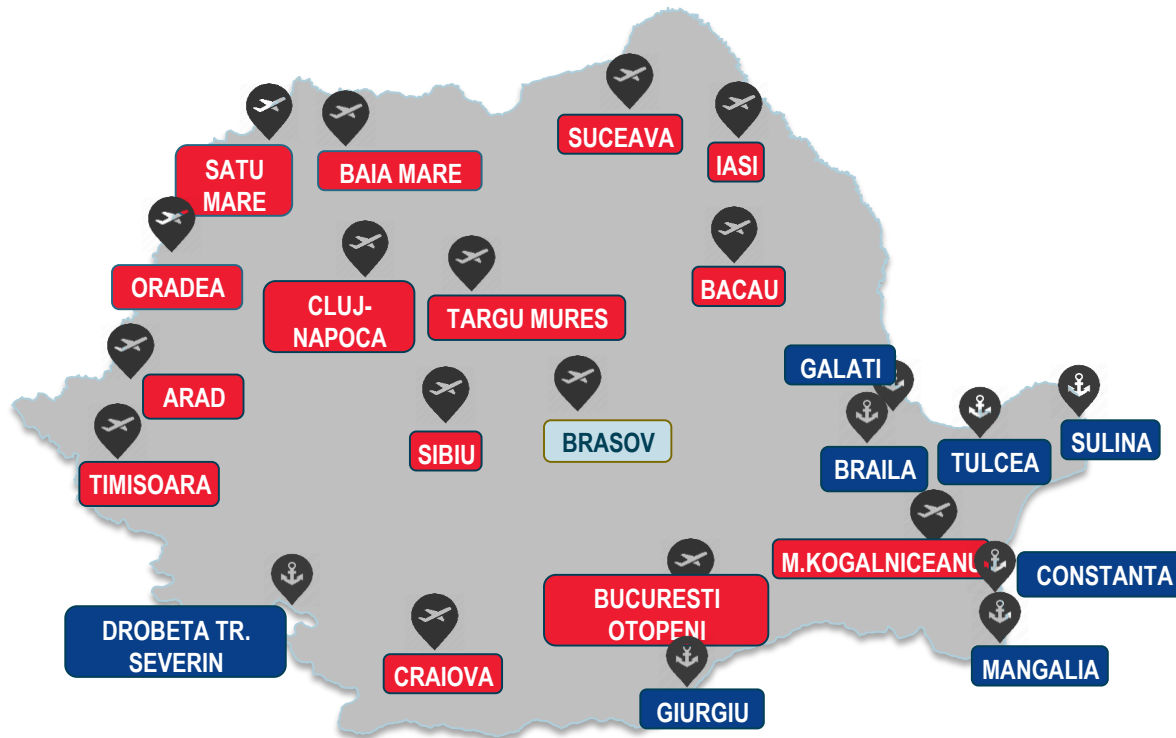 SUCEAVA
IASI
SATU
MARE
BAIA MARE
ORADEA
CLUJ-
NAPOCA
TARGU MURES
BACAU
ARAD
GALATI
SIBIU
BRASOV
TIMISOARA
BRAILA
TULCEA
SULINA
M.KOGALNICEANU
CONSTANTA
DROBETA TR.
SEVERIN
BUCURESTI
OTOPENI
CRAIOVA
MANGALIA
GIURGIU